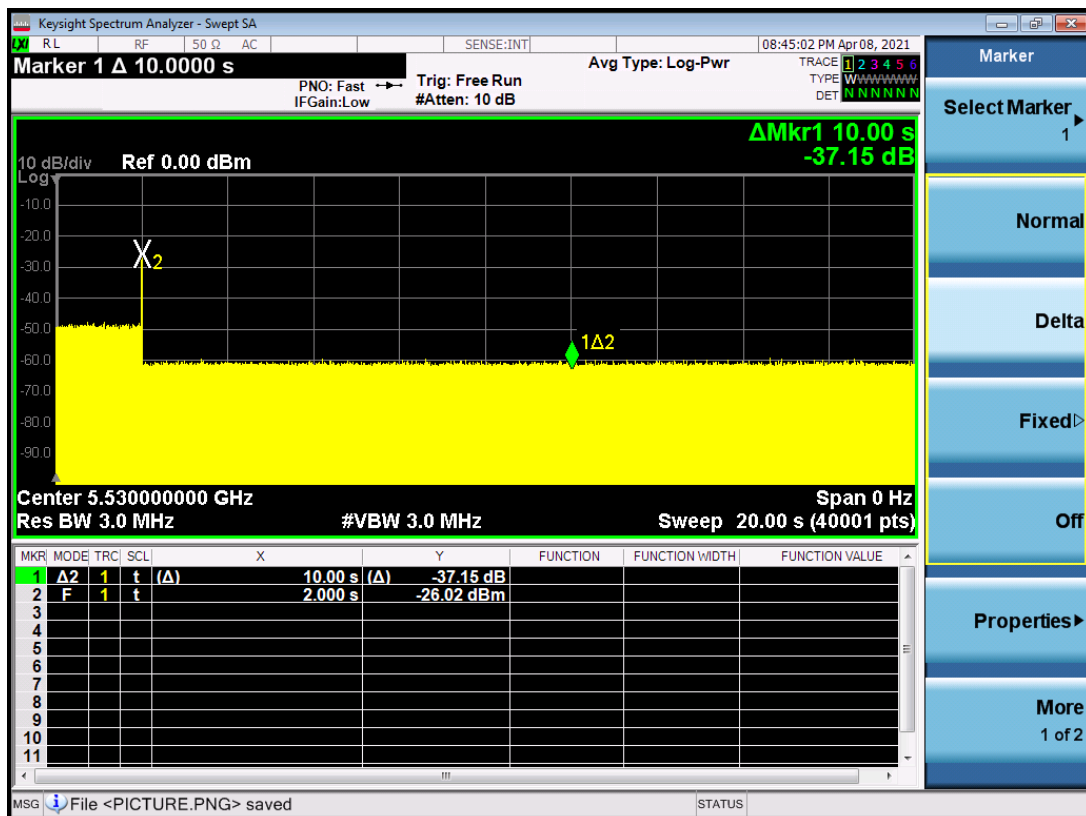 Keysight Spectrum Analyzer - Swept SA
LXI RL RF 50 Ω AC SENSE:INT 08:45:02 PM Apr 08, 2021
Marker 1 Δ 10.0000 s
PNO: Fast
IFGain:Low
Trig: Free Run
#Atten: 10 dB
Avg Type: Log-Pwr
TRACE 1 2 3 4 5 6
TYPE WWWWWWW
DET N N N N N N
ΔMkr1 10.00 s
-37.15 dB
10 dB/div Ref 0.00 dBm
Log
-10.0
-20.0
-30.0
-40.0
-50.0
-60.0
-70.0
-80.0
-90.0
2
1Δ2
Center 5.530000000 GHz Span 0 Hz
Res BW 3.0 MHz #VBW 3.0 MHz Sweep 20.00 s (40001 pts)
MKR MODE TRC SCL X Y FUNCTION FUNCTION WIDTH FUNCTION VALUE
1 Δ2 1 t (Δ) 10.00 s (Δ) -37.15 dB
2 F 1 t 2.000 s -26.02 dBm
3
4
5
6
7
8
9
10
11
MSG File <PICTURE.PNG> saved STATUS
Marker
Select Marker
1
Normal
Delta
Fixed
Off
Properties
More
1 of 2